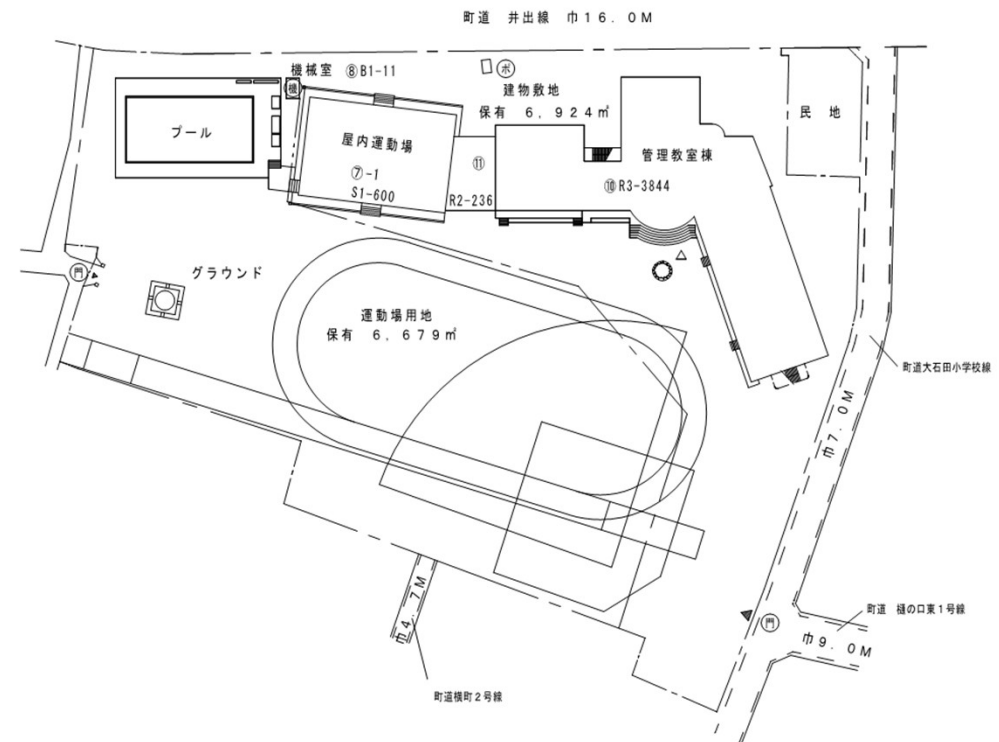 町道　井出線　巾16.0M
機械室　⑧B1-11
機
ポ
建物敷地
保有　6,924㎡
民　地
プール
屋内運動場
⑦-1
S1-600
⑪
R2-236
管理教室棟
⑩R3-3844
門
グラウンド
運動場用地
保有　6,679㎡
町道大石田小学校線
巾7.0M
巾4.7M
町道横町2号線
門
町道　樋の口東1号線
巾9.0M